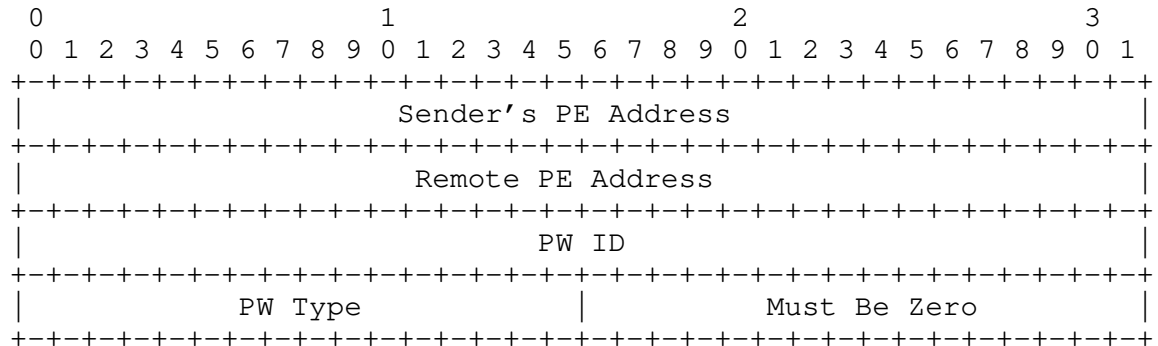 0                   1                   2                   3
 0 1 2 3 4 5 6 7 8 9 0 1 2 3 4 5 6 7 8 9 0 1 2 3 4 5 6 7 8 9 0 1
+-+-+-+-+-+-+-+-+-+-+-+-+-+-+-+-+-+-+-+-+-+-+-+-+-+-+-+-+-+-+-+-+
|                     Sender’s PE Address                       |
+-+-+-+-+-+-+-+-+-+-+-+-+-+-+-+-+-+-+-+-+-+-+-+-+-+-+-+-+-+-+-+-+
|                      Remote PE Address                        |
+-+-+-+-+-+-+-+-+-+-+-+-+-+-+-+-+-+-+-+-+-+-+-+-+-+-+-+-+-+-+-+-+
|                             PW ID                             |
+-+-+-+-+-+-+-+-+-+-+-+-+-+-+-+-+-+-+-+-+-+-+-+-+-+-+-+-+-+-+-+-+
|            PW Type            |          Must Be Zero         |
+-+-+-+-+-+-+-+-+-+-+-+-+-+-+-+-+-+-+-+-+-+-+-+-+-+-+-+-+-+-+-+-+